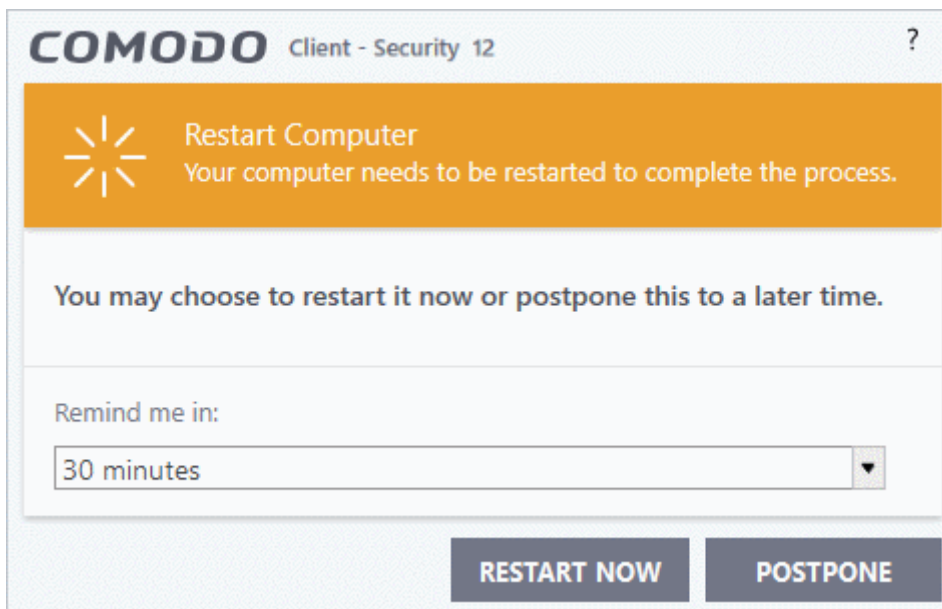 COMODO Client - Security 12 ?
Restart Computer
Your computer needs to be restarted to complete the process.
You may choose to restart it now or postpone this to a later time.
Remind me in:
30 minutes
RESTART NOW POSTPONE